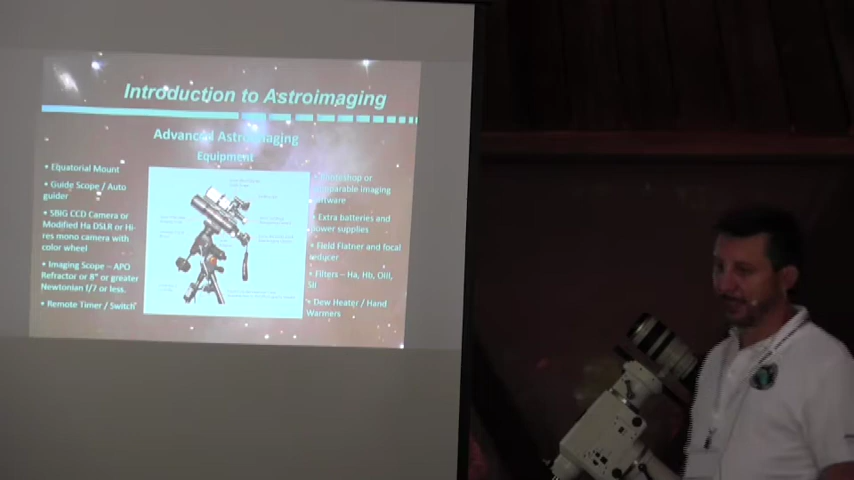 Introduction to Astroimaging
Advanced Astroimaging
Equipment
• Equatorial Mount
• Guide Scope / Auto
guider
• SBIG CCD Camera or
Modified Ha DSLR or Hi-
res mono camera with
color wheel
• Imaging Scope – APO
Refractor or 8" or greater
Newtonian f/7 or less.
• Remote Timer / Switch
• Photoshop or
comparable imaging
software
• Extra batteries and
power supplies
• Field Flatner and focal
reducer
• Filters – Ha, Hb, OIII,
SII
• Dew Heater / Hand
Warmers